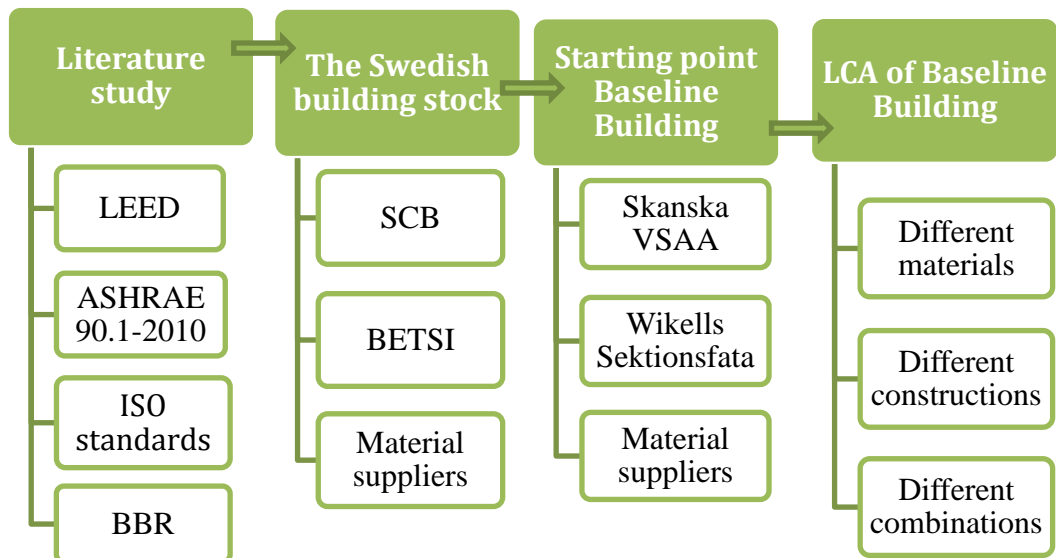 Literature
study
LEED
ASHRAE
90.1-2010
ISO
standards
BBR
The Swedish
building stock
SCB
BETSI
Material
suppliers
Starting point
Baseline
Building
Skanska
VSAA
Wikells
Sektionsfata
Material
suppliers
LCA of Baseline
Building
Different
materials
Different
constructions
Different
combinations